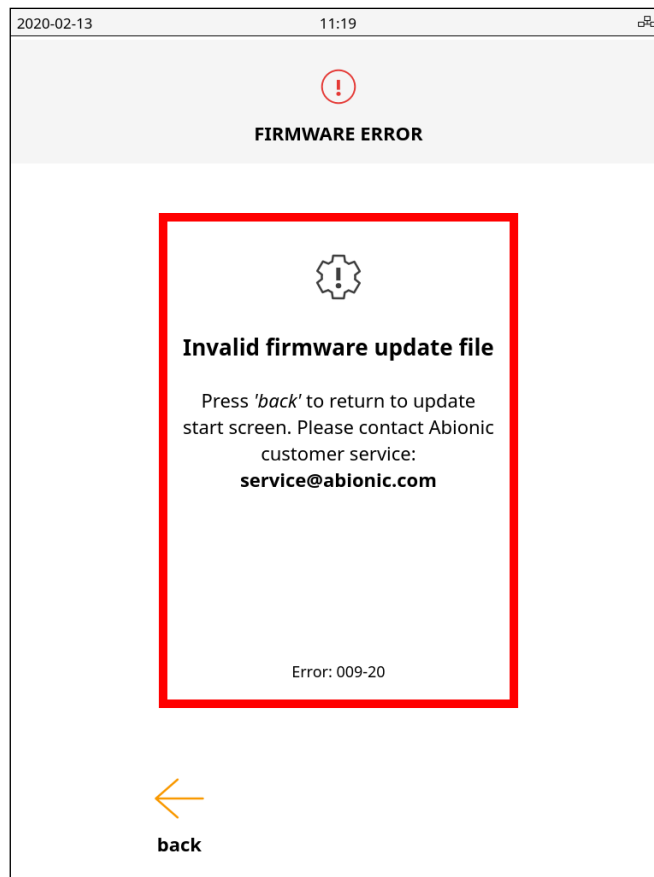 2020-02-13 11:19
FIRMWARE ERROR
Invalid firmware update file
Press 'back' to return to update
start screen. Please contact Abionic
customer service:
service@abionic.com
Error: 009-20
back